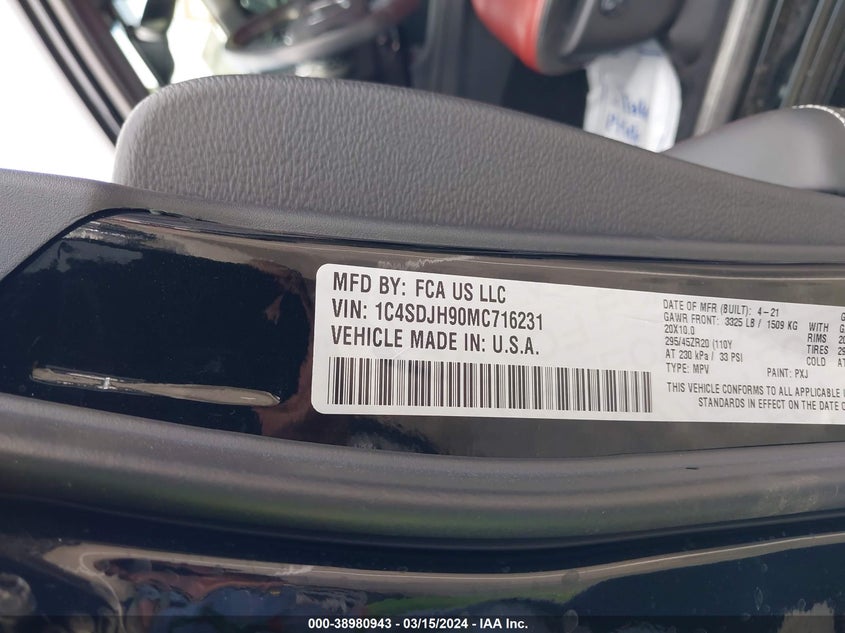 MFD BY: FCA US LLC
VIN: 1C4SDJH90MC716231
VEHICLE MADE IN: U.S.A.
DATE OF MFR (BUILT): 4-21
GAWR FRONT: 3325 LB / 1509 KG WITH
20X10.0 RIMS 20
295/45ZR20 (110Y TIRES 29
AT 230 kPa / 33 PSI COLD AT
TYPE: MPV PAINT: PXJ
THIS VEHICLE CONFORMS TO ALL APPLICABLE
STANDARDS IN EFFECT ON THE DATE O
000-38980943 / 03/15/2024 - IAA Inc.